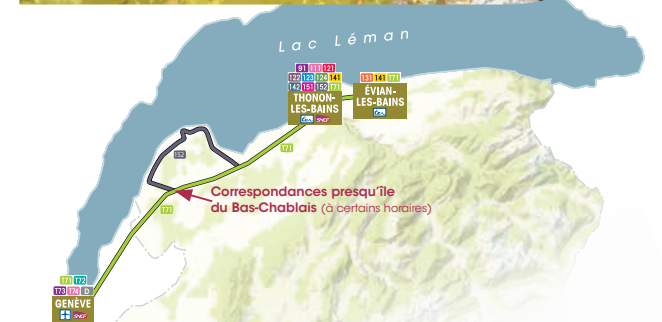 Lac Léman
91 111 121
122 123 124 141
142 151 152 T71
THONON-
LES-BAINS
SNCF
131 141 T71
ÉVIAN-
LES-BAINS
T71
152
Correspondances presqu'île
du Bas-Chablais (à certains horaires)
T71
T71 T72
T73 T74 D
GENÈVE
SNCF